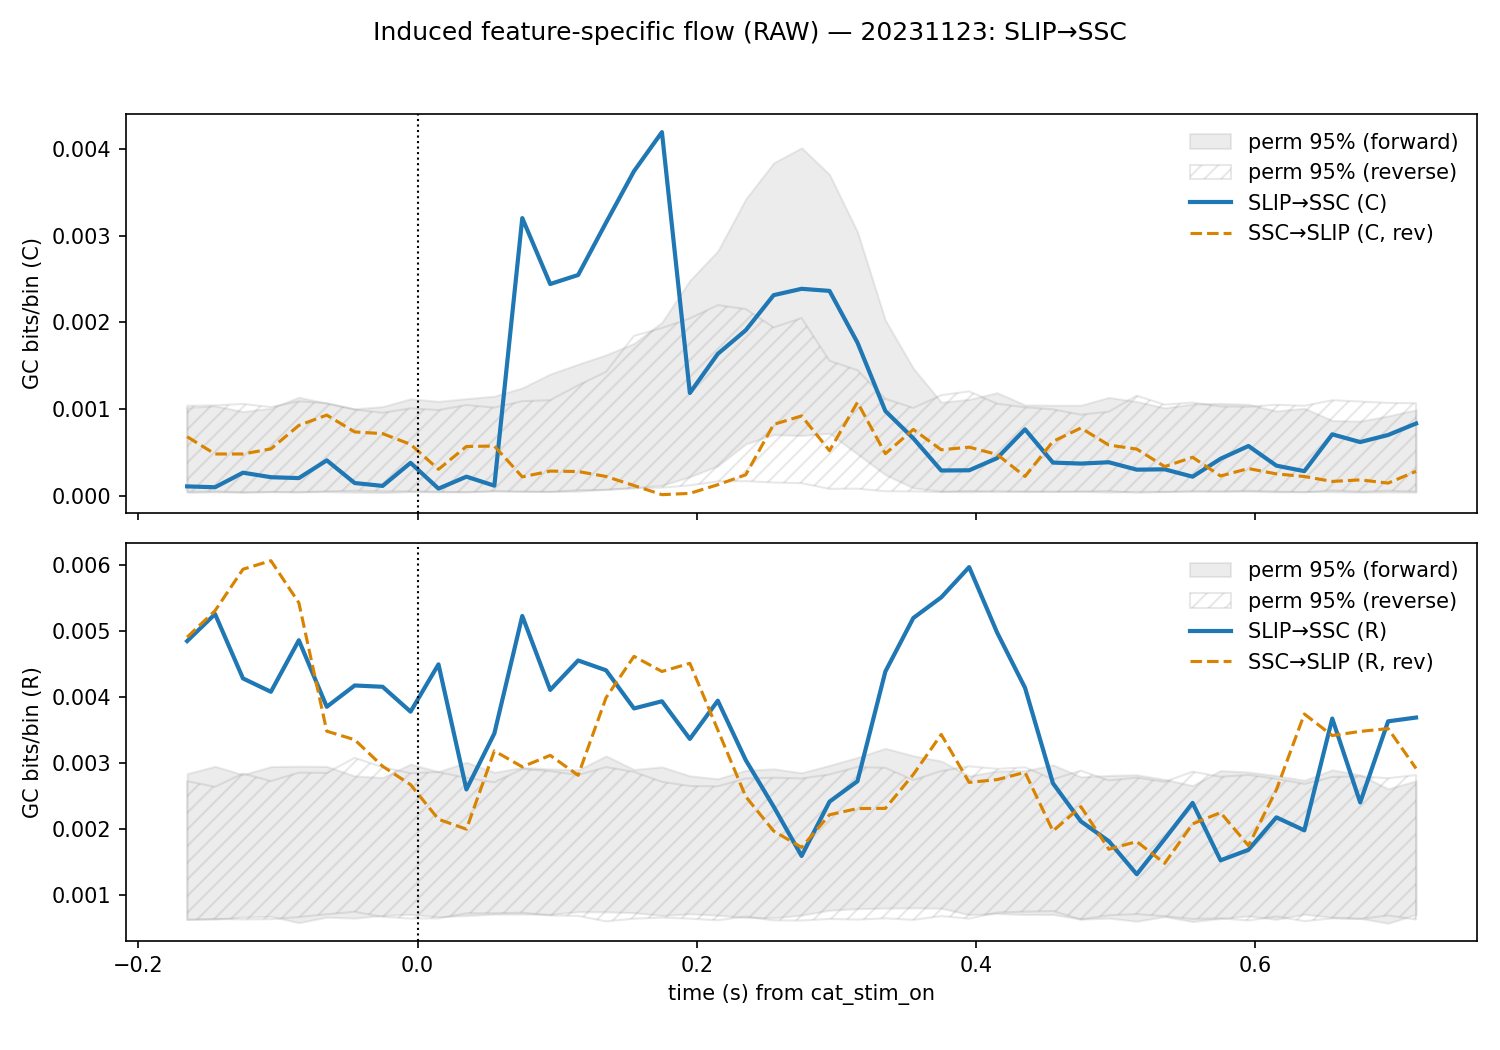 Induced feature-specific flow (RAW) — 20231123: SLIP→SSC
GC bits/bin (C)
0.004
0.003
0.002
0.001
0.000
perm 95% (forward)
perm 95% (reverse)
SLIP→SSC (C)
SSC→SLIP (C, rev)
GC bits/bin (R)
0.006
0.005
0.004
0.003
0.002
0.001
perm 95% (forward)
perm 95% (reverse)
SLIP→SSC (R)
SSC→SLIP (R, rev)
−0.2 0.0 0.2 0.4 0.6
time (s) from cat_stim_on